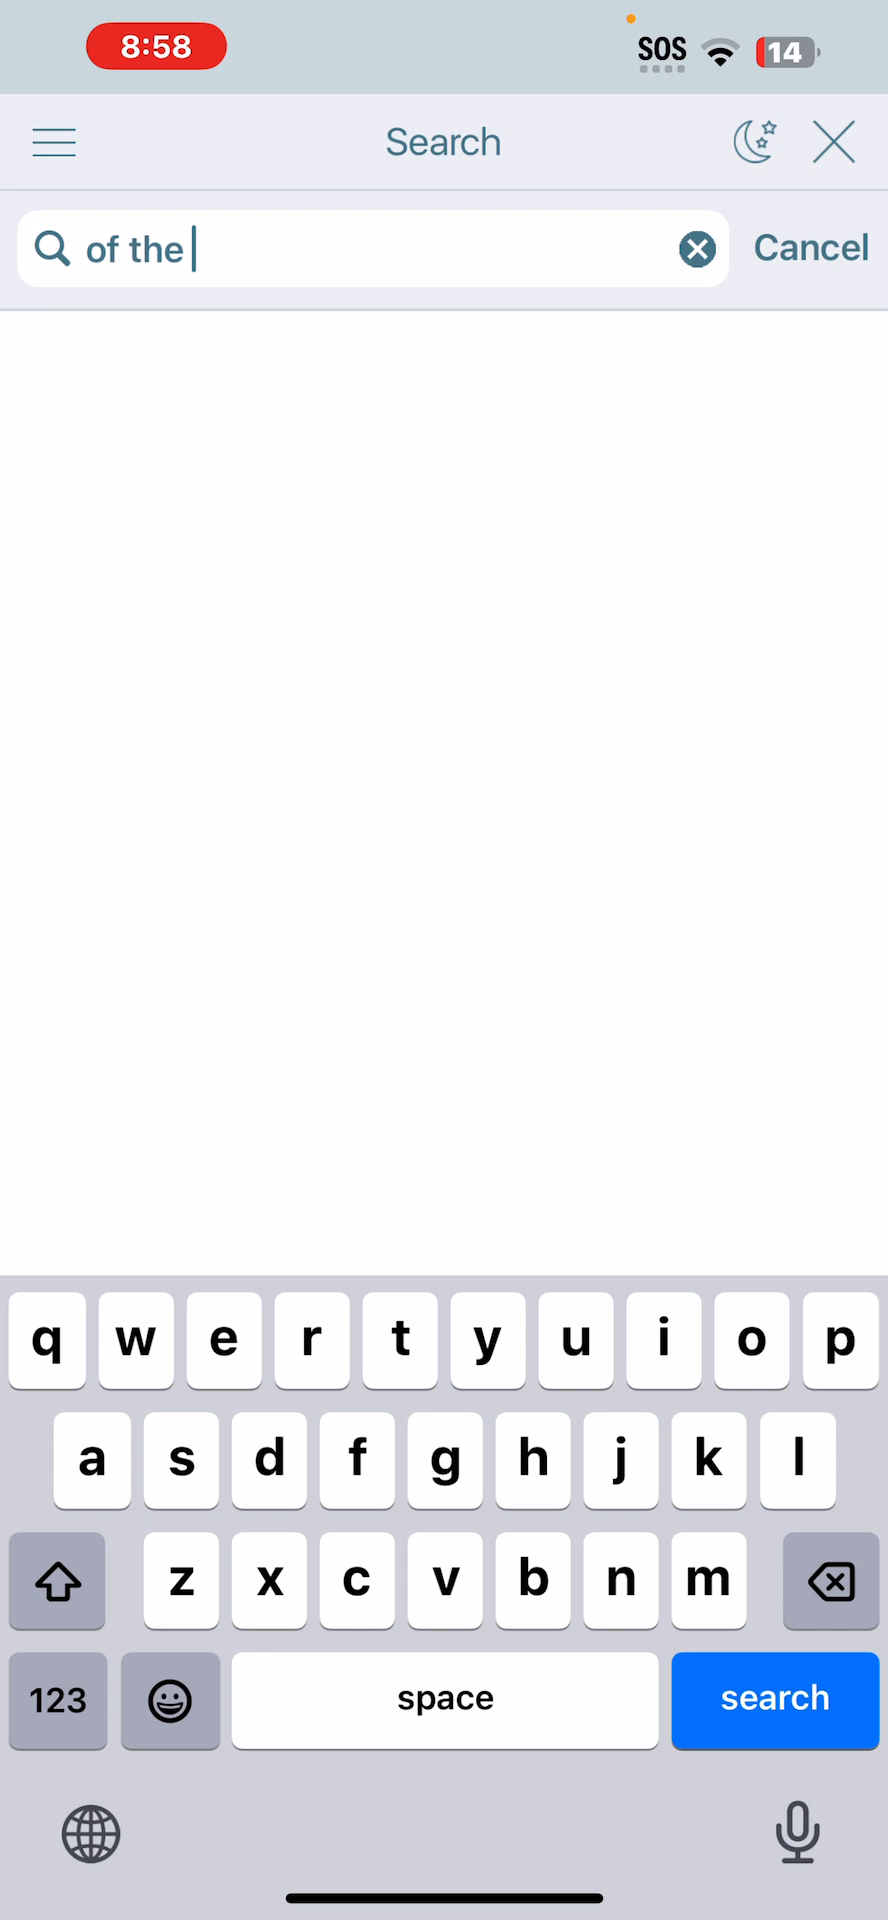 8:58 SOS 14
Search
of the Cancel
q w e r t y u i o p
a s d f g h j k l
z x c v b n m
123 space search